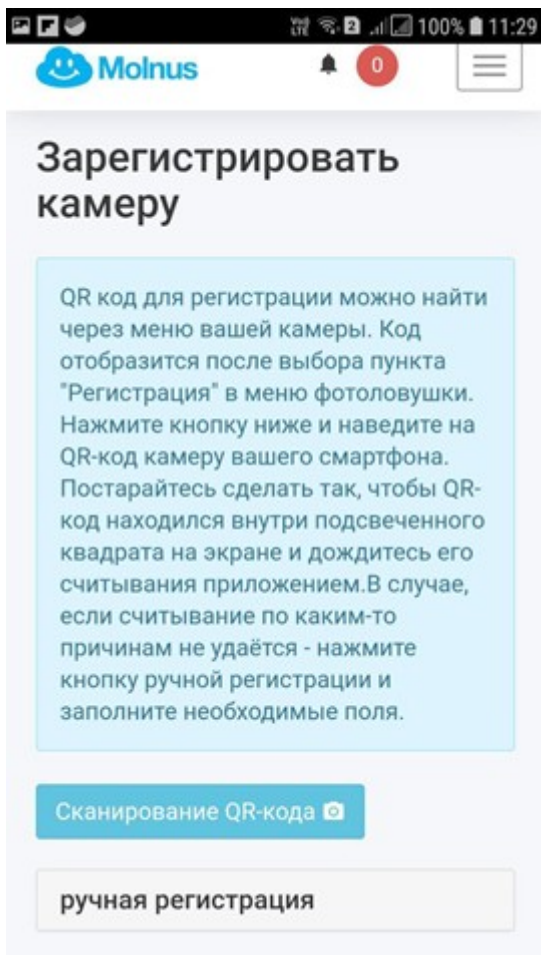 100% 11:29
Molnus
0
Зарегистрировать
камеру
QR код для регистрации можно найти
через меню вашей камеры. Код
отобразится после выбора пункта
"Регистрация" в меню фотоловушки.
Нажмите кнопку ниже и наведите на
QR-код камеру вашего смартфона.
Постарайтесь сделать так, чтобы QR-
код находился внутри подсвеченного
квадрата на экране и дождитесь его
считывания приложением.В случае,
если считывание по каким-то
причинам не удаётся - нажмите
кнопку ручной регистрации и
заполните необходимые поля.
Сканирование QR-кода
ручная регистрация